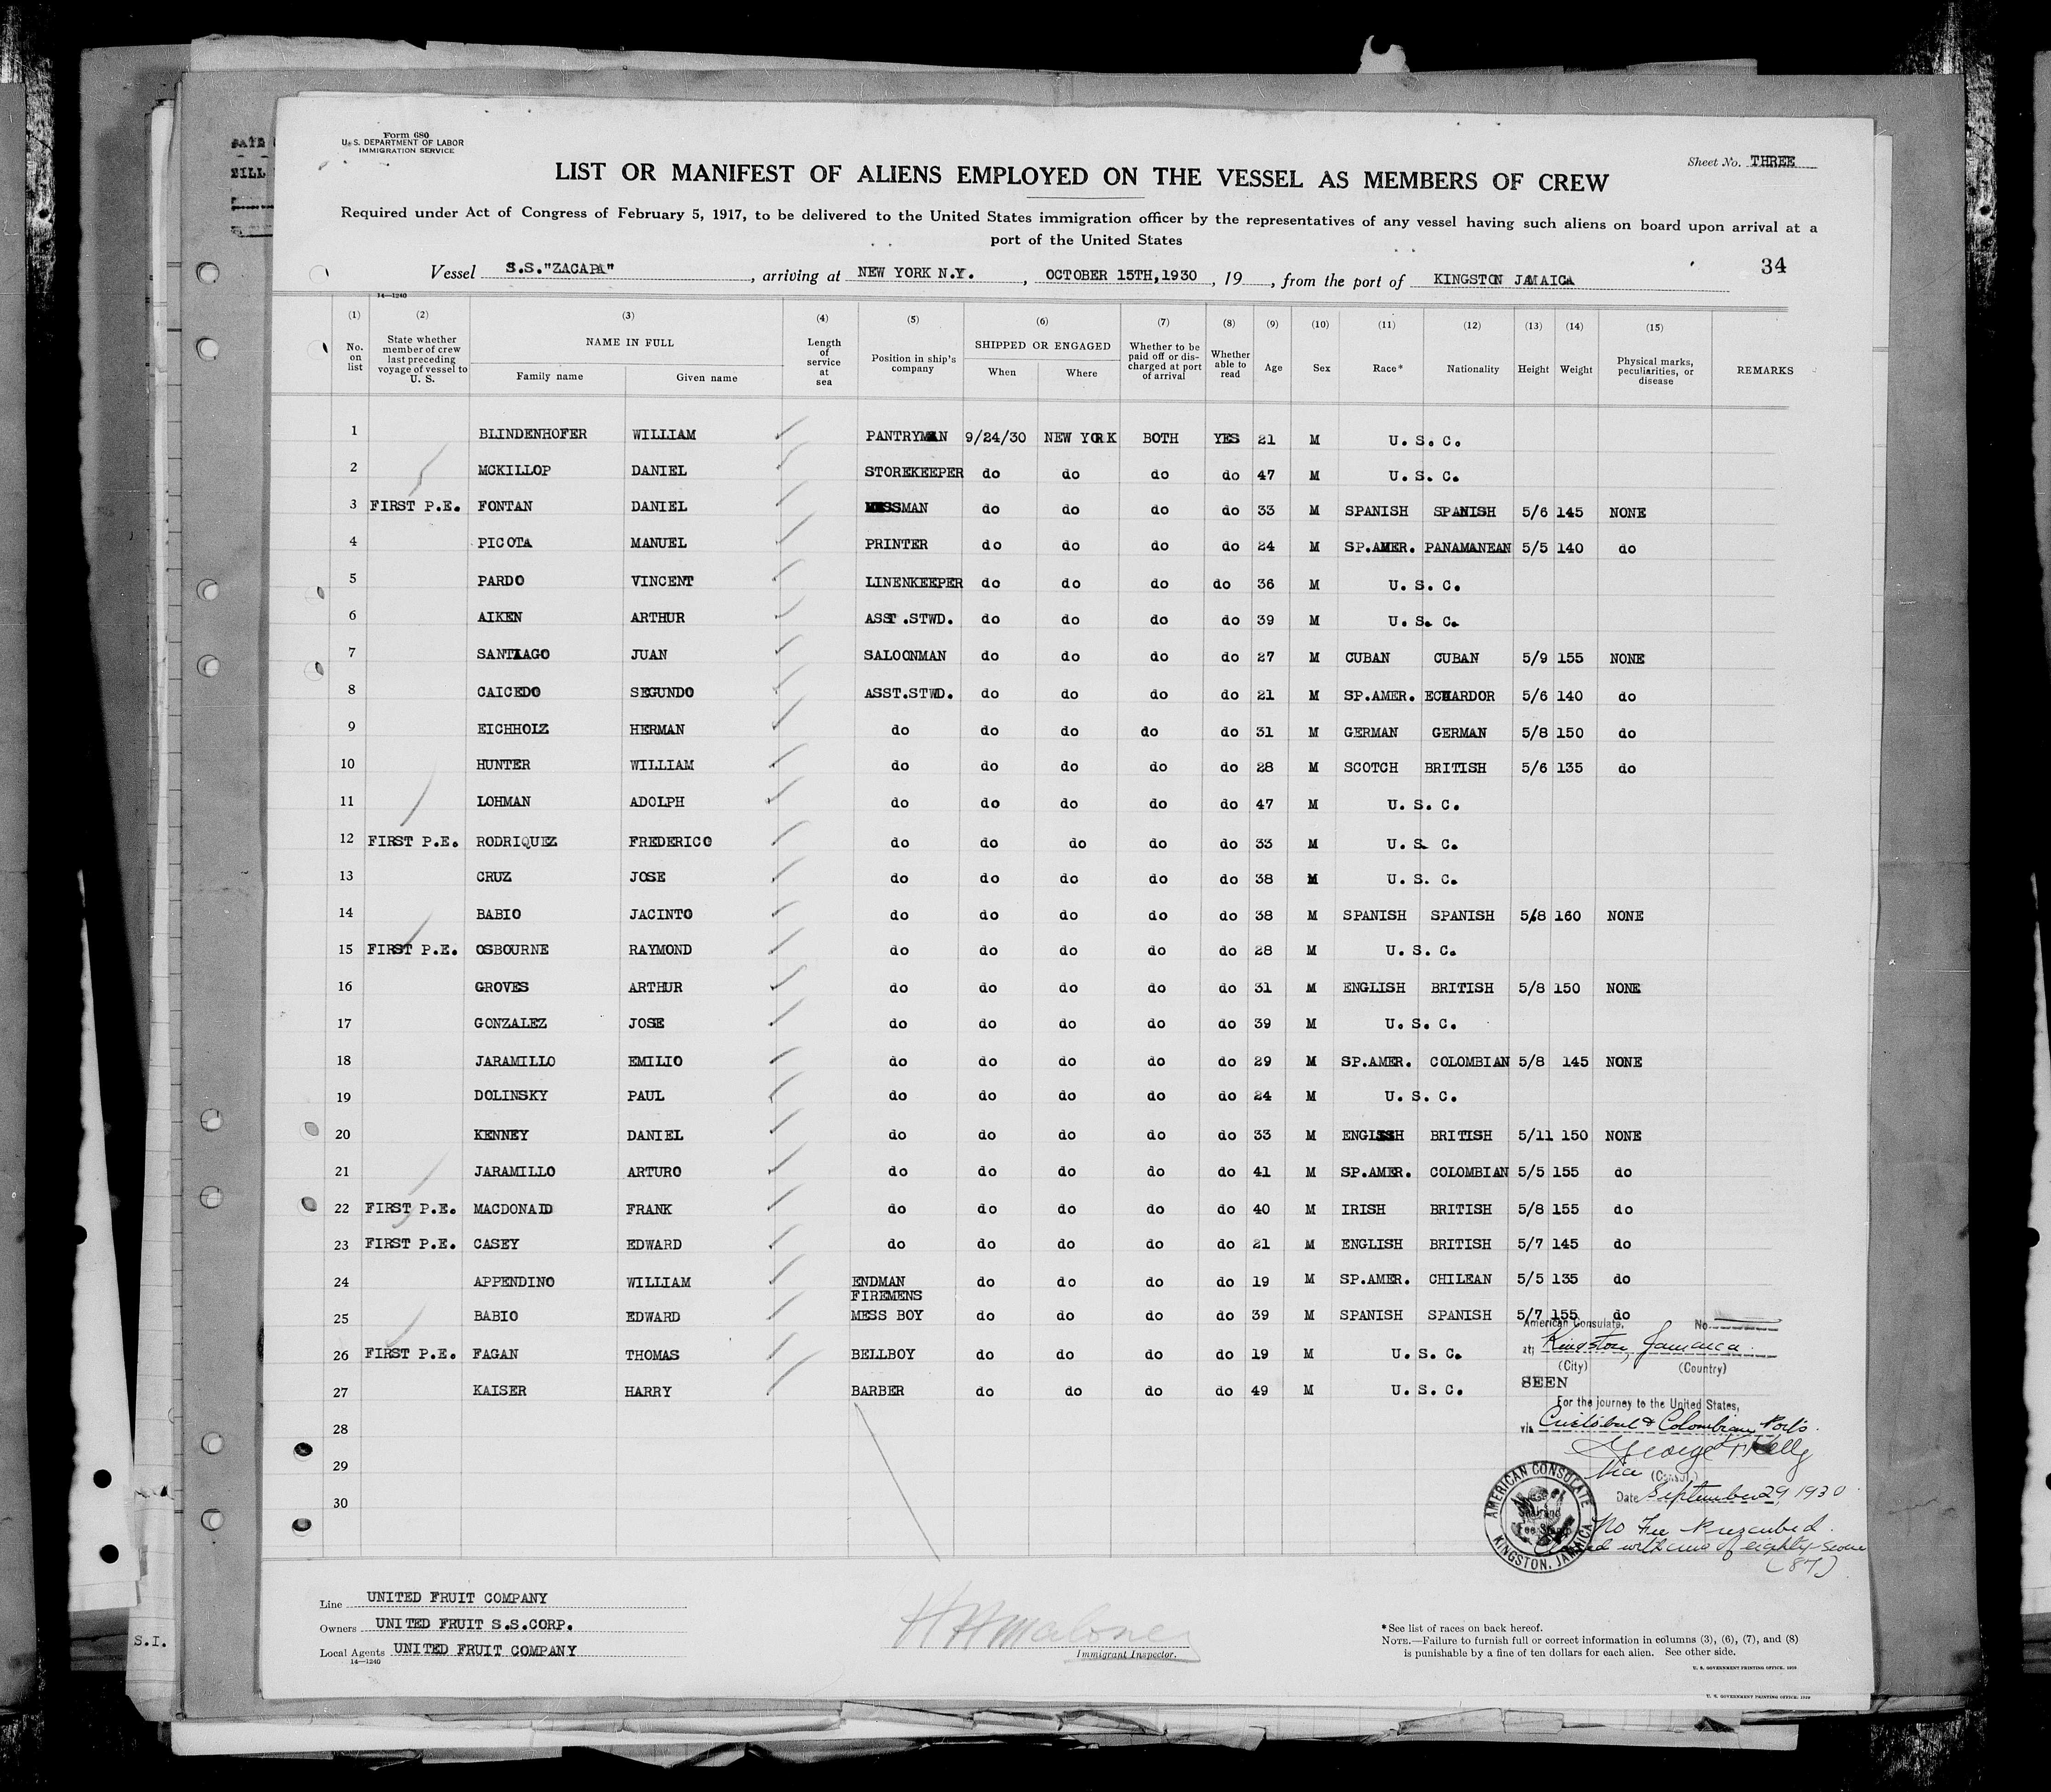 Form 680
U. S. DEPARTMENT OF LABOR
IMMIGRATION SERVICE
Sheet No. THREE
LIST OR MANIFEST OF ALIENS EMPLOYED ON THE VESSEL AS MEMBERS OF CREW
Required under Act of Congress of February 5, 1917, to be delivered to the United States immigration officer by the representatives of any vessel having such aliens on board upon arrival at a
port of the United States
34
Vessel S.S."ZACAPA", arriving at NEW YORK N.Y., OCTOBER 15TH,1930, 19, from the port of KINGSTON JAMAICA
14—1240
(1) (2) (3) (4) (5) (6) (7) (8) (9) (10) (11) (12) (13) (14) (15)
No. on list State whether member of crew last preceding voyage of vessel to U. S. NAME IN FULL Family name Given name Length of service at sea Position in ship's company SHIPPED OR ENGAGED When Where Whether to be paid off or discharged at port of arrival Whether able to read Age Sex Race* Nationality Height Weight Physical marks, peculiarities, or disease REMARKS
1 BLINDENHOFER WILLIAM PANTRYMAN 9/24/30 NEW YORK BOTH YES 21 M U.S.C.
2 MCKILLOP DANIEL STOREKEEPER do do do do 47 M U.S.C.
3 FIRST P.E. FONTAN DANIEL MESSMAN do do do do 33 M SPANISH SPANISH 5/6 145 NONE
4 PICOTA MANUEL PRINTER do do do do 24 M SP.AMER. PANAMANEAN 5/5 140 do
5 PARDO VINCENT LINENKEEPER do do do do 36 M U.S.C.
6 AIKEN ARTHUR ASST.STWD. do do do do 39 M U.S.C.
7 SANTIAGO JUAN SALOONMAN do do do do 27 M CUBAN CUBAN 5/9 155 NONE
8 CAICEDO SEGUNDO ASST.STWD. do do do do 21 M SP.AMER. ECUARDOR 5/6 140 do
9 EICHHOLZ HERMAN do do do do do 31 M GERMAN GERMAN 5/8 150 do
10 HUNTER WILLIAM do do do do do 28 M SCOTCH BRITISH 5/6 135 do
11 LOHMAN ADOLPH do do do do do 47 M U.S.C.
12 FIRST P.E. RODRIQUEZ FREDERICO do do do do do 33 M U.S C.
13 CRUZ JOSE do do do do do 38 M U.S.C.
14 BABIO JACINTO do do do do do 38 M SPANISH SPANISH 5/8 160 NONE
15 FIRST P.E. OSBOURNE RAYMOND do do do do do 28 M U.S.C.
16 GROVES ARTHUR do do do do do 31 M ENGLISH BRITISH 5/8 150 NONE
17 GONZALEZ JOSE do do do do do 39 M U.S.C.
18 JARAMILLO EMILIO do do do do do 29 M SP.AMER. COLOMBIAN 5/8 145 NONE
19 DOLINSKY PAUL do do do do do 24 M U.S.C.
20 KENNEY DANIEL do do do do do 33 M ENGLISH BRITISH 5/11 150 NONE
21 JARAMILLO ARTURO do do do do do 41 M SP.AMER. COLOMBIAN 5/5 155 do
22 FIRST P.E. MACDONALD FRANK do do do do do 40 M IRISH BRITISH 5/8 155 do
23 FIRST P.E. CASEY EDWARD do do do do do 21 M ENGLISH BRITISH 5/7 145 do
24 APPENDINO WILLIAM ENDMAN do do do do 19 M SP.AMER. CHILEAN 5/5 135 do
25 BABIO EDWARD FIREMENS MESS BOY do do do do 39 M SPANISH SPANISH 5/7 155 do
26 FIRST P.E. FAGAN THOMAS BELLBOY do do do do 19 M U.S.C.
27 KAISER HARRY BARBER do do do do 49 M U.S.C.
28
29
30
American Consulate, No.
at Kingston, Jamaica.
(City) (Country)
SEEN
For the journey to the United States,
via Cristobal & Colombian Ports.
George Kelly
Vice (Consul)
Date September 29, 1930
No Fee Prescribed.
with crew of eighty-seven
(87)
AMERICAN CONSULATE KINGSTON, JAMAICA
Line UNITED FRUIT COMPANY
Owners UNITED FRUIT S.S.CORP.
Local Agents UNITED FRUIT COMPANY
14—1240
H H Maloney
Immigrant Inspector.
*See list of races on back hereof.
NOTE.—Failure to furnish full or correct information in columns (3), (6), (7), and (8)
is punishable by a fine of ten dollars for each alien. See other side.
U. S. GOVERNMENT PRINTING OFFICE
U. S. GOVERNMENT PRINTING OFFICE
S.I.